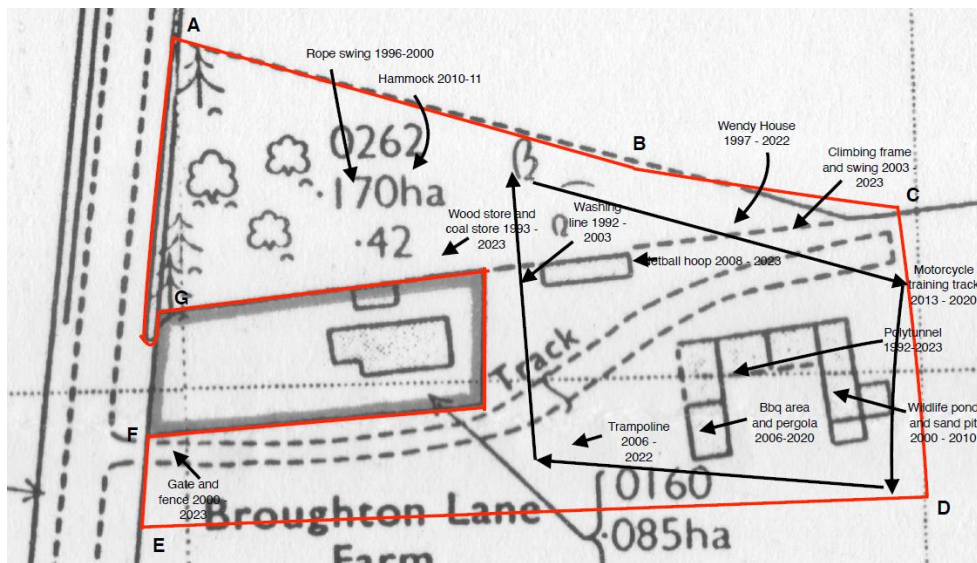 A
Rope swing 1996-2000
Hammock 2010-11
0262
.170ha
.42
B
Wendy House
1997 - 2022
Climbing frame
and swing 2003 -
2023
C
Wood store and
coal store 1993 -
2023
Washing
line 1992 -
2003
etball hoop 2008 - 2023
Motorcycle
training track
2013 - 2020
G
Track
Polytunnel
1992-2023
Bbq area
and pergola
2006-2020
Wildlife pond
and sand pit
2000 - 2010
Trampoline
2006 -
2022
F
Gate and
fence 2000 -
2023
Broughton Lane
Farm
0160
.085ha
D
E